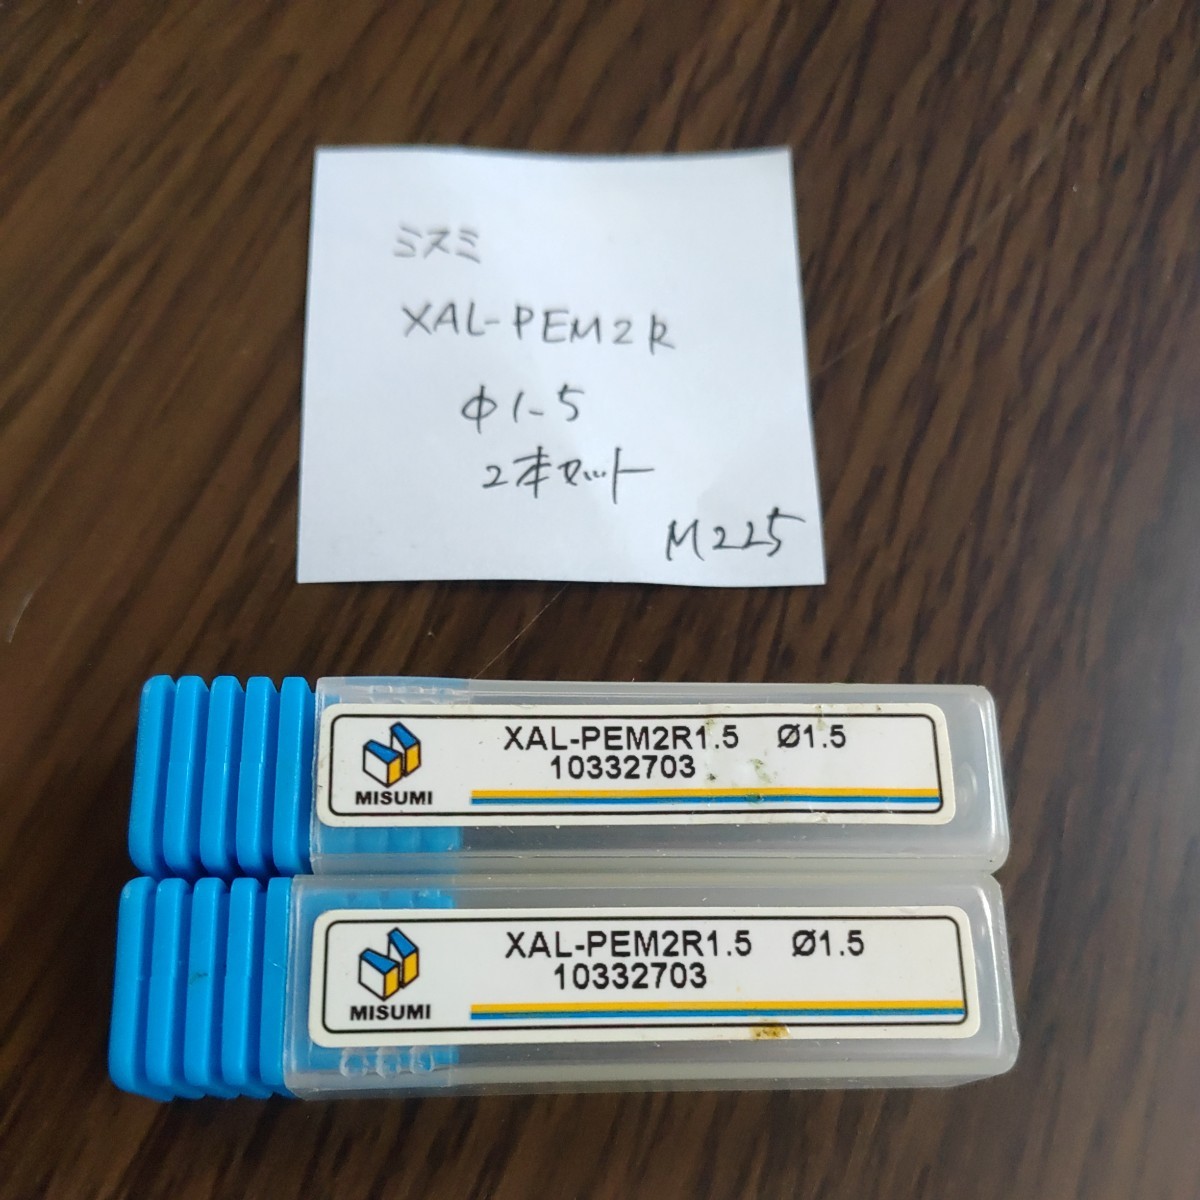 ミスミ
XAL-PEM2R
Φ1-5
2本セット
M225
XAL-PEM2R1.5 Ø1.5
10332703
MISUMI
XAL-PEM2R1.5 Ø1.5
10332703
MISUMI